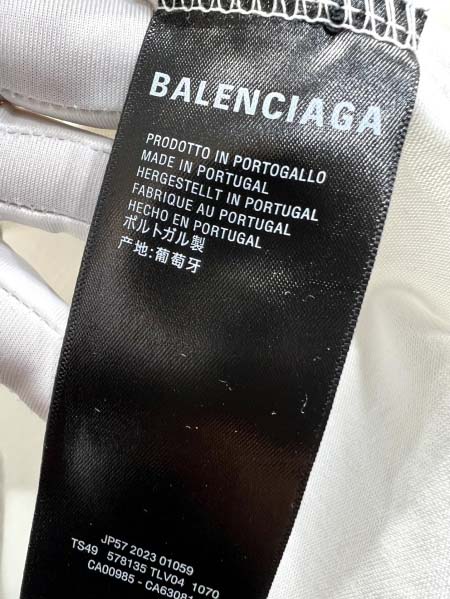 BALENCIAGA
PRODOTTO IN PORTOGALLO
MADE IN PORTUGAL
HERGESTELLT IN PORTUGAL
FABRIQUE AU PORTUGAL
HECHO EN PORTUGAL
ポルトガル製
产地:葡萄牙
JP57 2023 01059
TS49 578135 TLV04 1070
CA00985 - CA63081